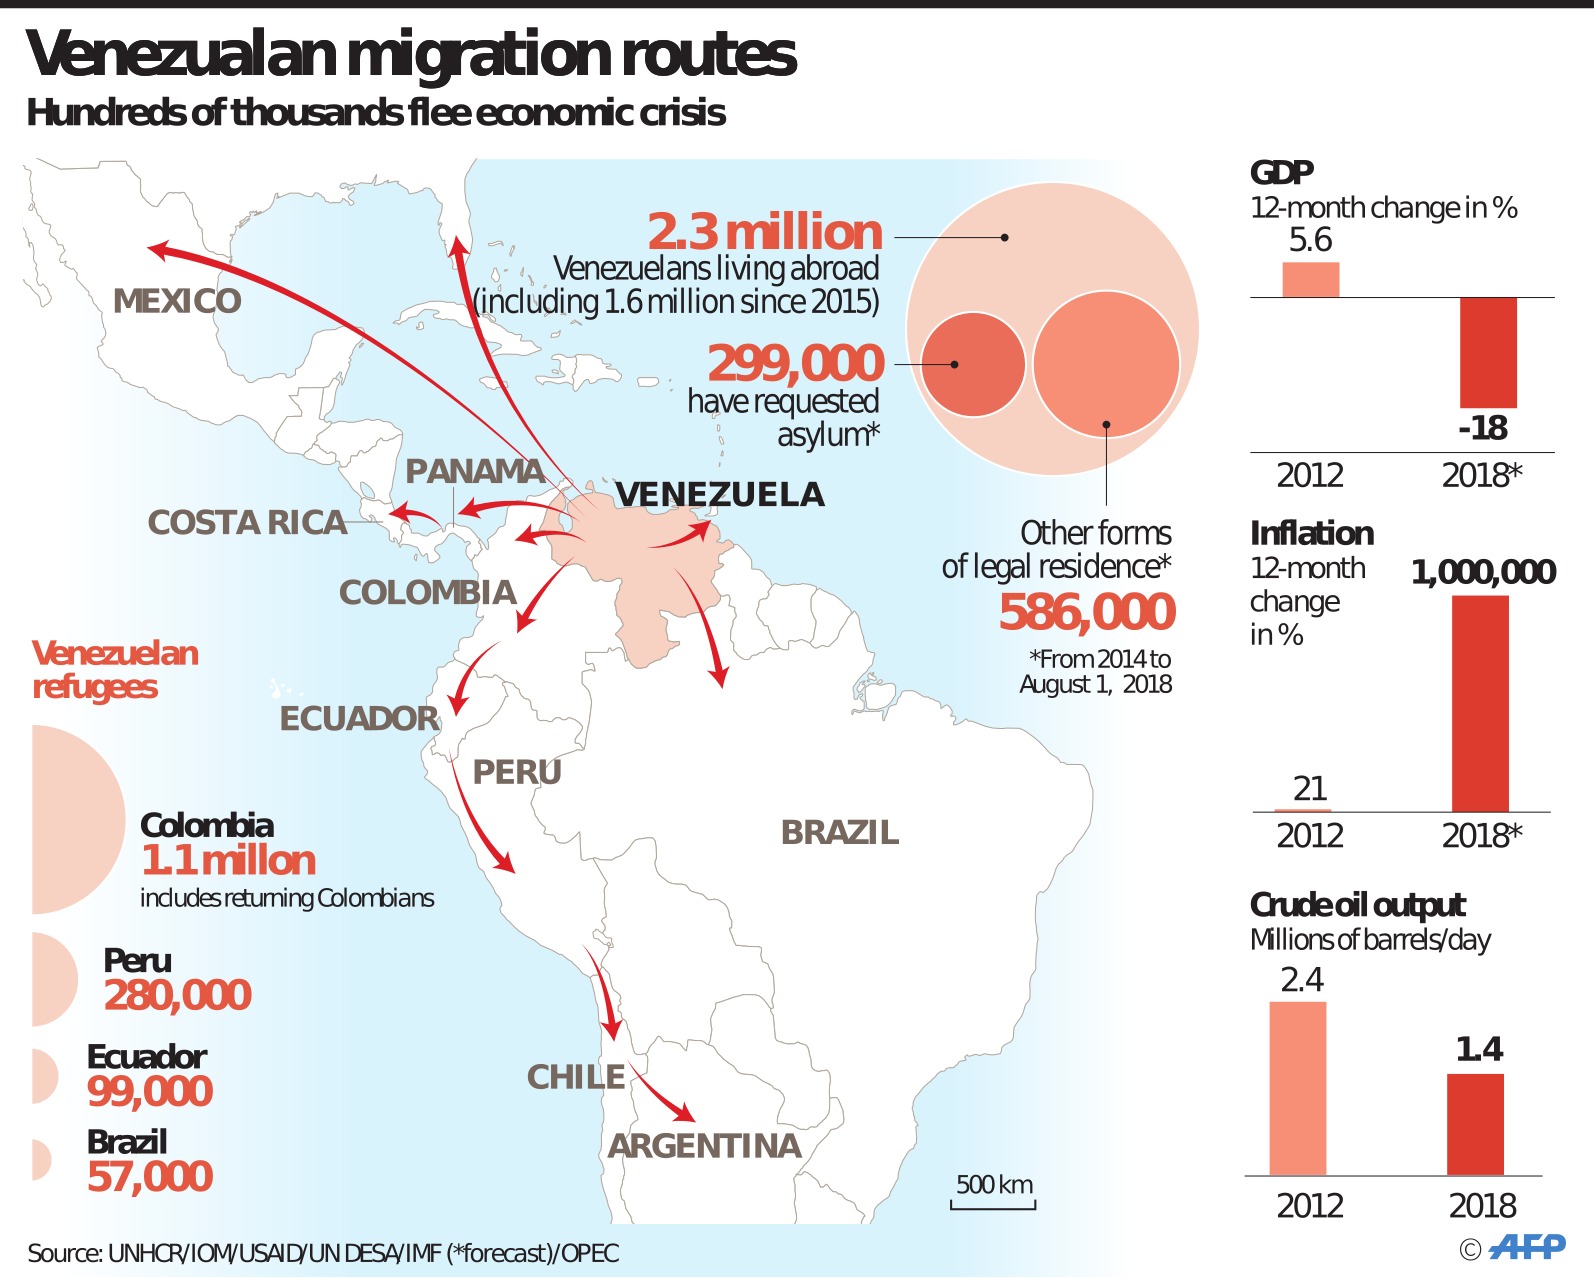 Venezualan migration routes
Hundreds of thousands flee economic crisis
MEXICO
PANAMA
COSTA RICA
VENEZUELA
COLOMBIA
ECUADOR
PERU
BRAZIL
CHILE
ARGENTINA
500 km
2.3 million
Venezuelans living abroad
(including 1.6 million since 2015)
299,000
have requested
asylum*
Other forms
of legal residence*
586,000
*From 2014 to
August 1, 2018
Venezuelan
refugees
Colombia
1.1 millon
includes returning Colombians
Peru
280,000
Ecuador
99,000
Brazil
57,000
GDP
12-month change in %
5.6
-18
2012 2018*
Inflation
12-month
change
in %
1,000,000
21
2012 2018*
Crude oil output
Millions of barrels/day
2.4
1.4
2012 2018
Source: UNHCR/IOM/USAID/UN DESA/IMF (*forecast)/OPEC
© AFP